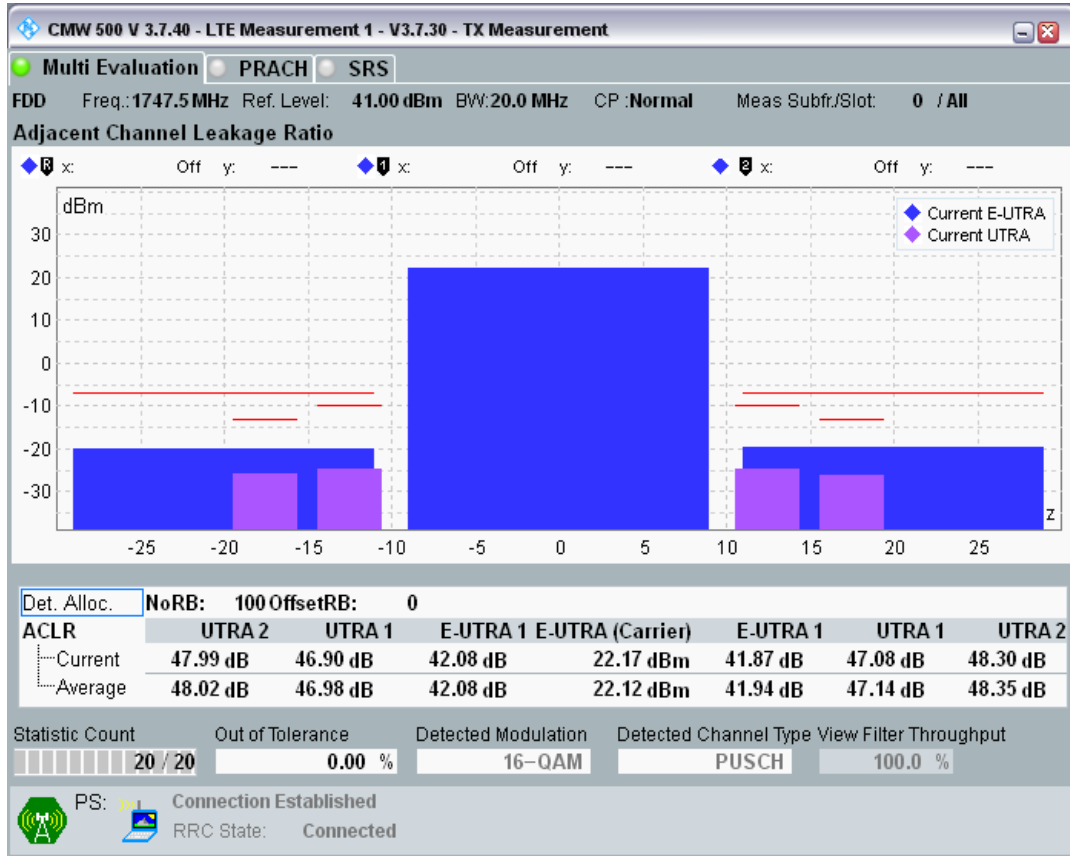 CMW 500 V 3.7.40 - LTE Measurement 1 - V3.7.30 - TX Measurement
Multi Evaluation PRACH SRS
FDD Freq.: 1747.5 MHz Ref. Level: 41.00 dBm BW: 20.0 MHz CP : Normal Meas Subfr./Slot: 0 / All
Adjacent Channel Leakage Ratio
R x: Off y: --- 1 x: Off y: --- 2 x: Off y: ---
dBm
Current E-UTRA
Current UTRA
30
20
10
0
-10
-20
-30
z
-25 -20 -15 -10 -5 0 5 10 15 20 25
Det. Alloc. NoRB: 100 OffsetRB: 0
ACLR UTRA 2 UTRA 1 E-UTRA 1 E-UTRA (Carrier) E-UTRA 1 UTRA 1 UTRA 2
Current 47.99 dB 46.90 dB 42.08 dB 22.17 dBm 41.87 dB 47.08 dB 48.30 dB
Average 48.02 dB 46.98 dB 42.08 dB 22.12 dBm 41.94 dB 47.14 dB 48.35 dB
Statistic Count Out of Tolerance Detected Modulation Detected Channel Type View Filter Throughput
20 / 20 0.00 % 16-QAM PUSCH 100.0 %
PS: Connection Established
RRC State: Connected